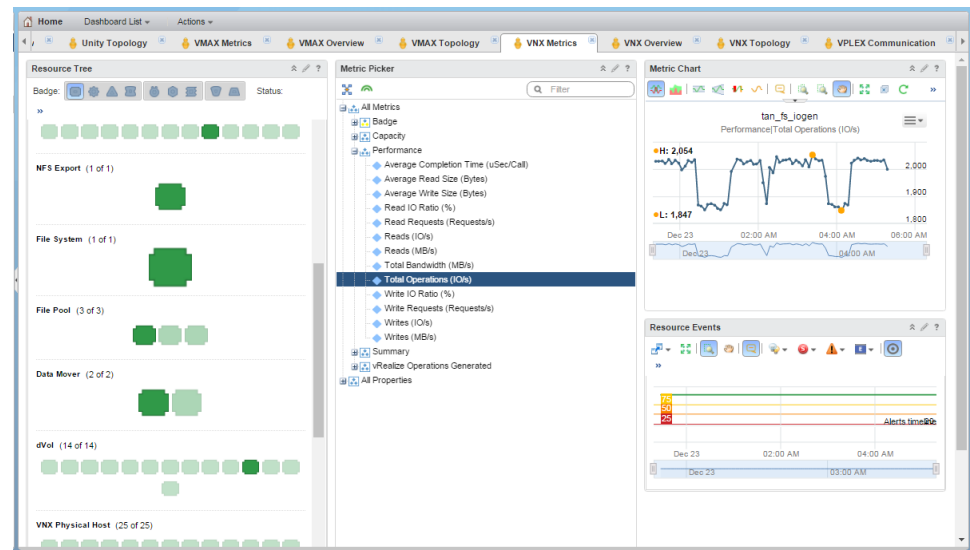 Home Dashboard List Actions
y Unity Topology VMAX Metrics VMAX Overview VMAX Topology VNX Metrics VNX Overview VNX Topology VPLEX Communication
Resource Tree ?
Badge: Status:
»
NFS Export (1 of 1)
File System (1 of 1)
File Pool (3 of 3)
Data Mover (2 of 2)
dVol (14 of 14)
VNX Physical Host (25 of 25)
Metric Picker ?
Filter
All Metrics
Badge
Capacity
Performance
Average Completion Time (uSec/Call)
Average Read Size (Bytes)
Average Write Size (Bytes)
Read IO Ratio (%)
Read Requests (Requests/s)
Reads (IO/s)
Reads (MB/s)
Total Bandwidth (MB/s)
Total Operations (IO/s)
Write IO Ratio (%)
Write Requests (Requests/s)
Writes (IO/s)
Writes (MB/s)
Summary
vRealize Operations Generated
All Properties
Metric Chart ?
»
tan_fs_iogen
Performance|Total Operations (IO/s)
H: 2,054
2,000
1,900
L: 1,847
1,800
Dec 23 02:00 AM 04:00 AM 06:00 AM
Dec 23 04:00 AM
Resource Events ?
»
75
50
25
Alerts timeline
Dec 23 02:00 AM 04:00 AM
Dec 23 03:00 AM